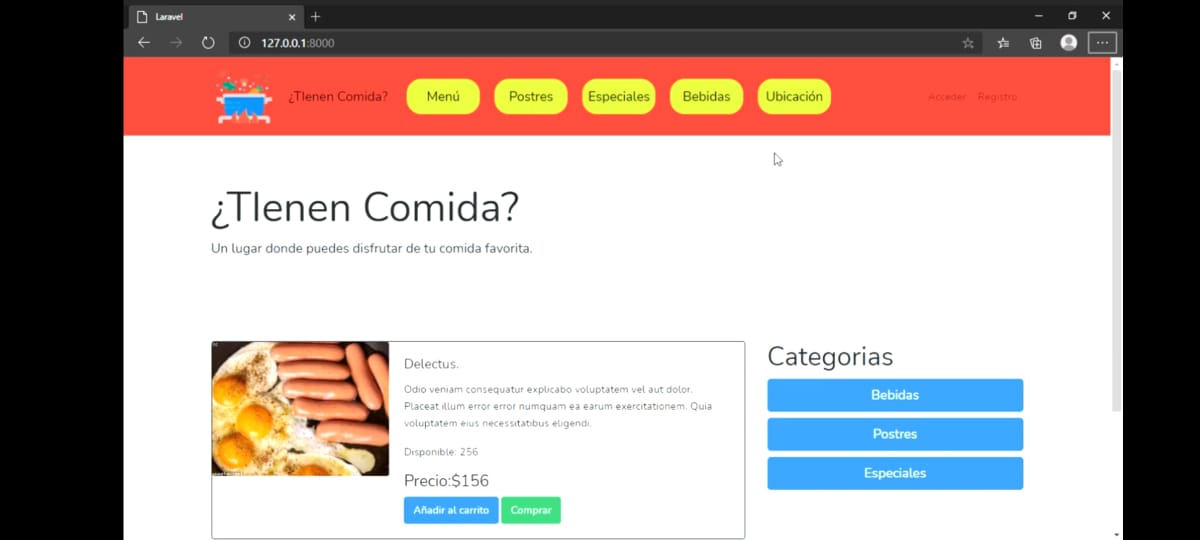 Laravel
127.0.0.1:8000
¿TIenen Comida?
Menú
Postres
Especiales
Bebidas
Ubicación
Acceder
Registro
¿TIenen Comida?
Un lugar donde puedes disfrutar de tu comida favorita.
Delectus.
Odio veniam consequatur explicabo voluptatem vel aut dolor.
Placeat illum error error numquam ea earum exercitationem. Quia
voluptatem eius necessitatibus eligendi.
Disponible: 256
Precio:$156
Añadir al carrito
Comprar
Categorias
Bebidas
Postres
Especiales